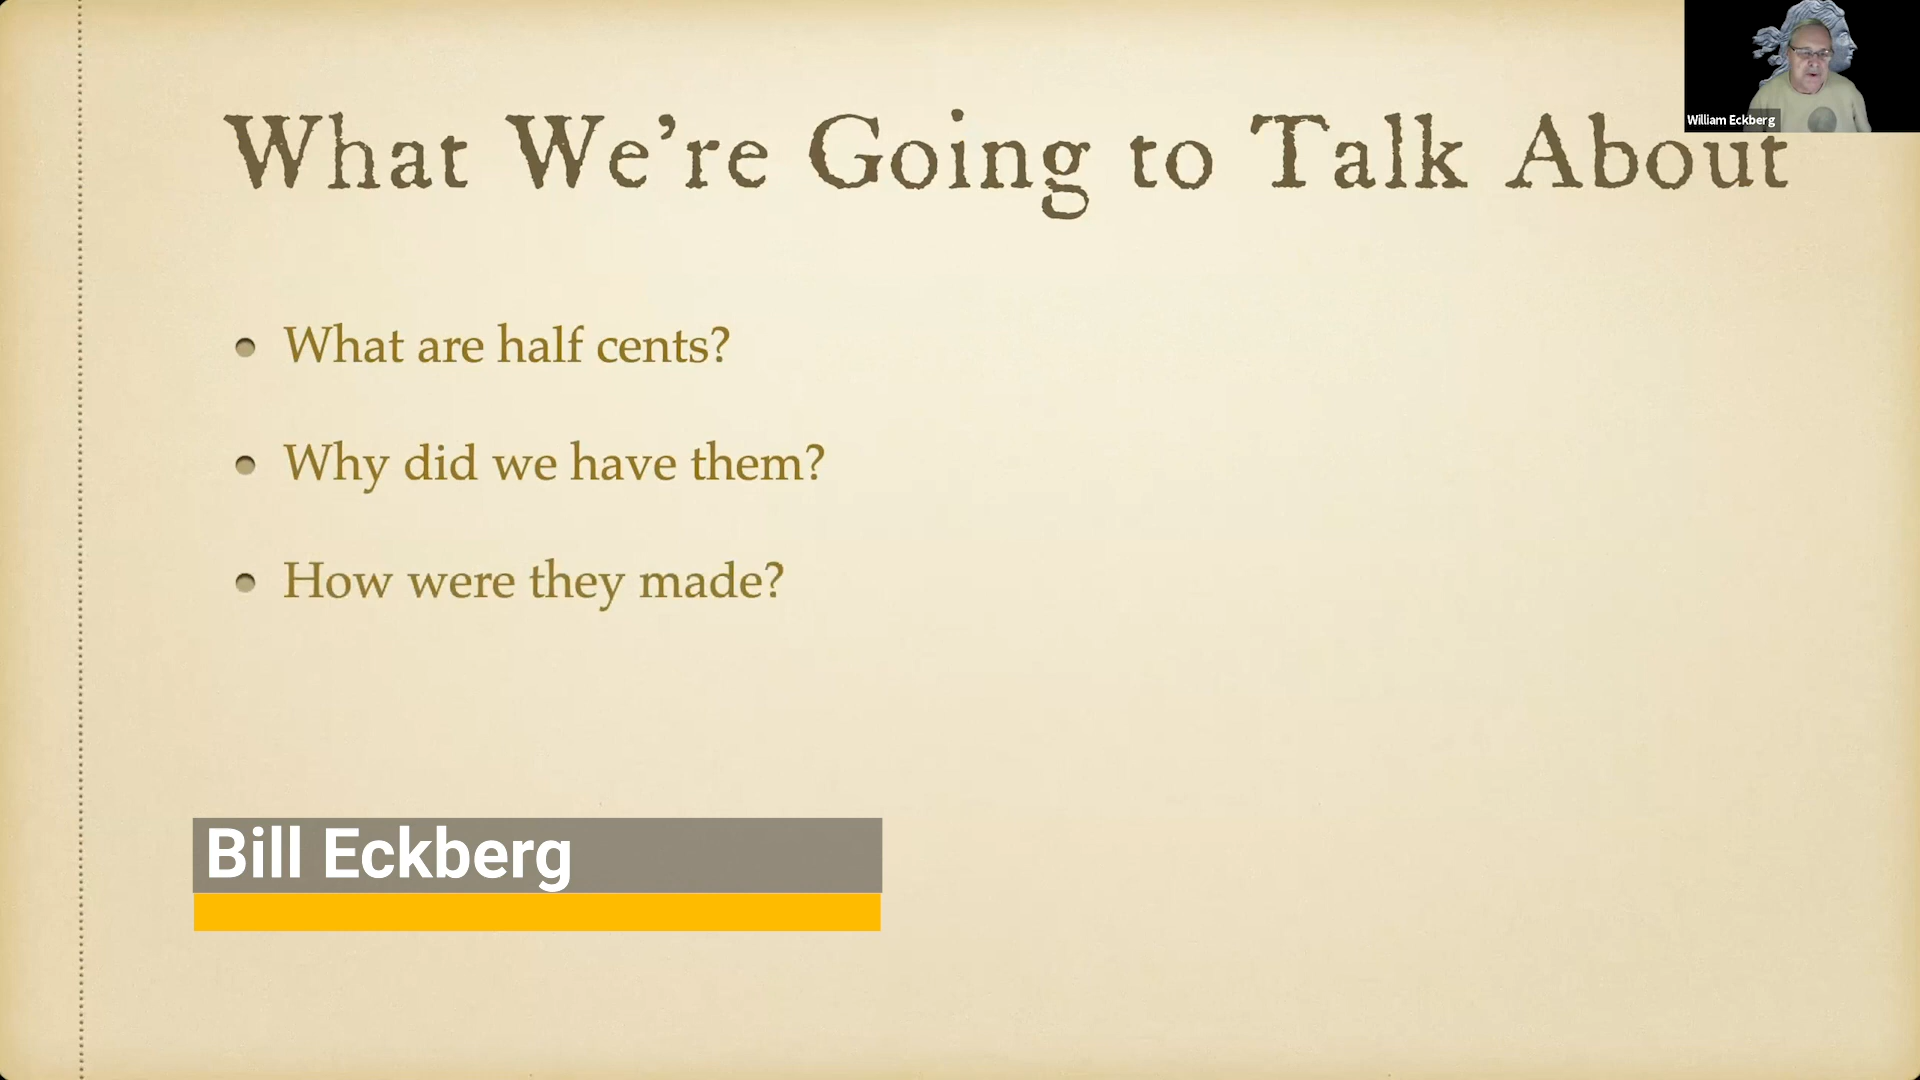 William Eckberg
What We're Going to Talk About
• What are half cents?
• Why did we have them?
• How were they made?
Bill Eckberg